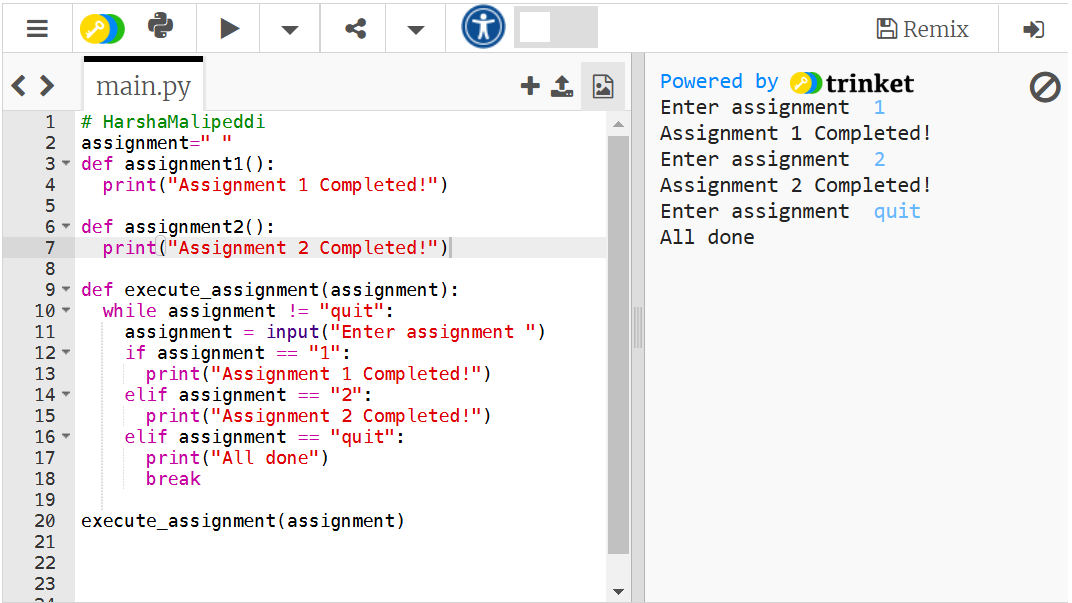 Remix
main.py
1 # HarshaMalipeddi
2 assignment=" "
3 def assignment1():
4   print("Assignment 1 Completed!")
5
6 def assignment2():
7   print("Assignment 2 Completed!")
8
9 def execute_assignment(assignment):
10   while assignment != "quit":
11     assignment = input("Enter assignment ")
12     if assignment == "1":
13       print("Assignment 1 Completed!")
14     elif assignment == "2":
15       print("Assignment 2 Completed!")
16     elif assignment == "quit":
17       print("All done")
18       break
19
20 execute_assignment(assignment)
21
22
23
24
Powered by trinket
Enter assignment  1
Assignment 1 Completed!
Enter assignment  2
Assignment 2 Completed!
Enter assignment  quit
All done